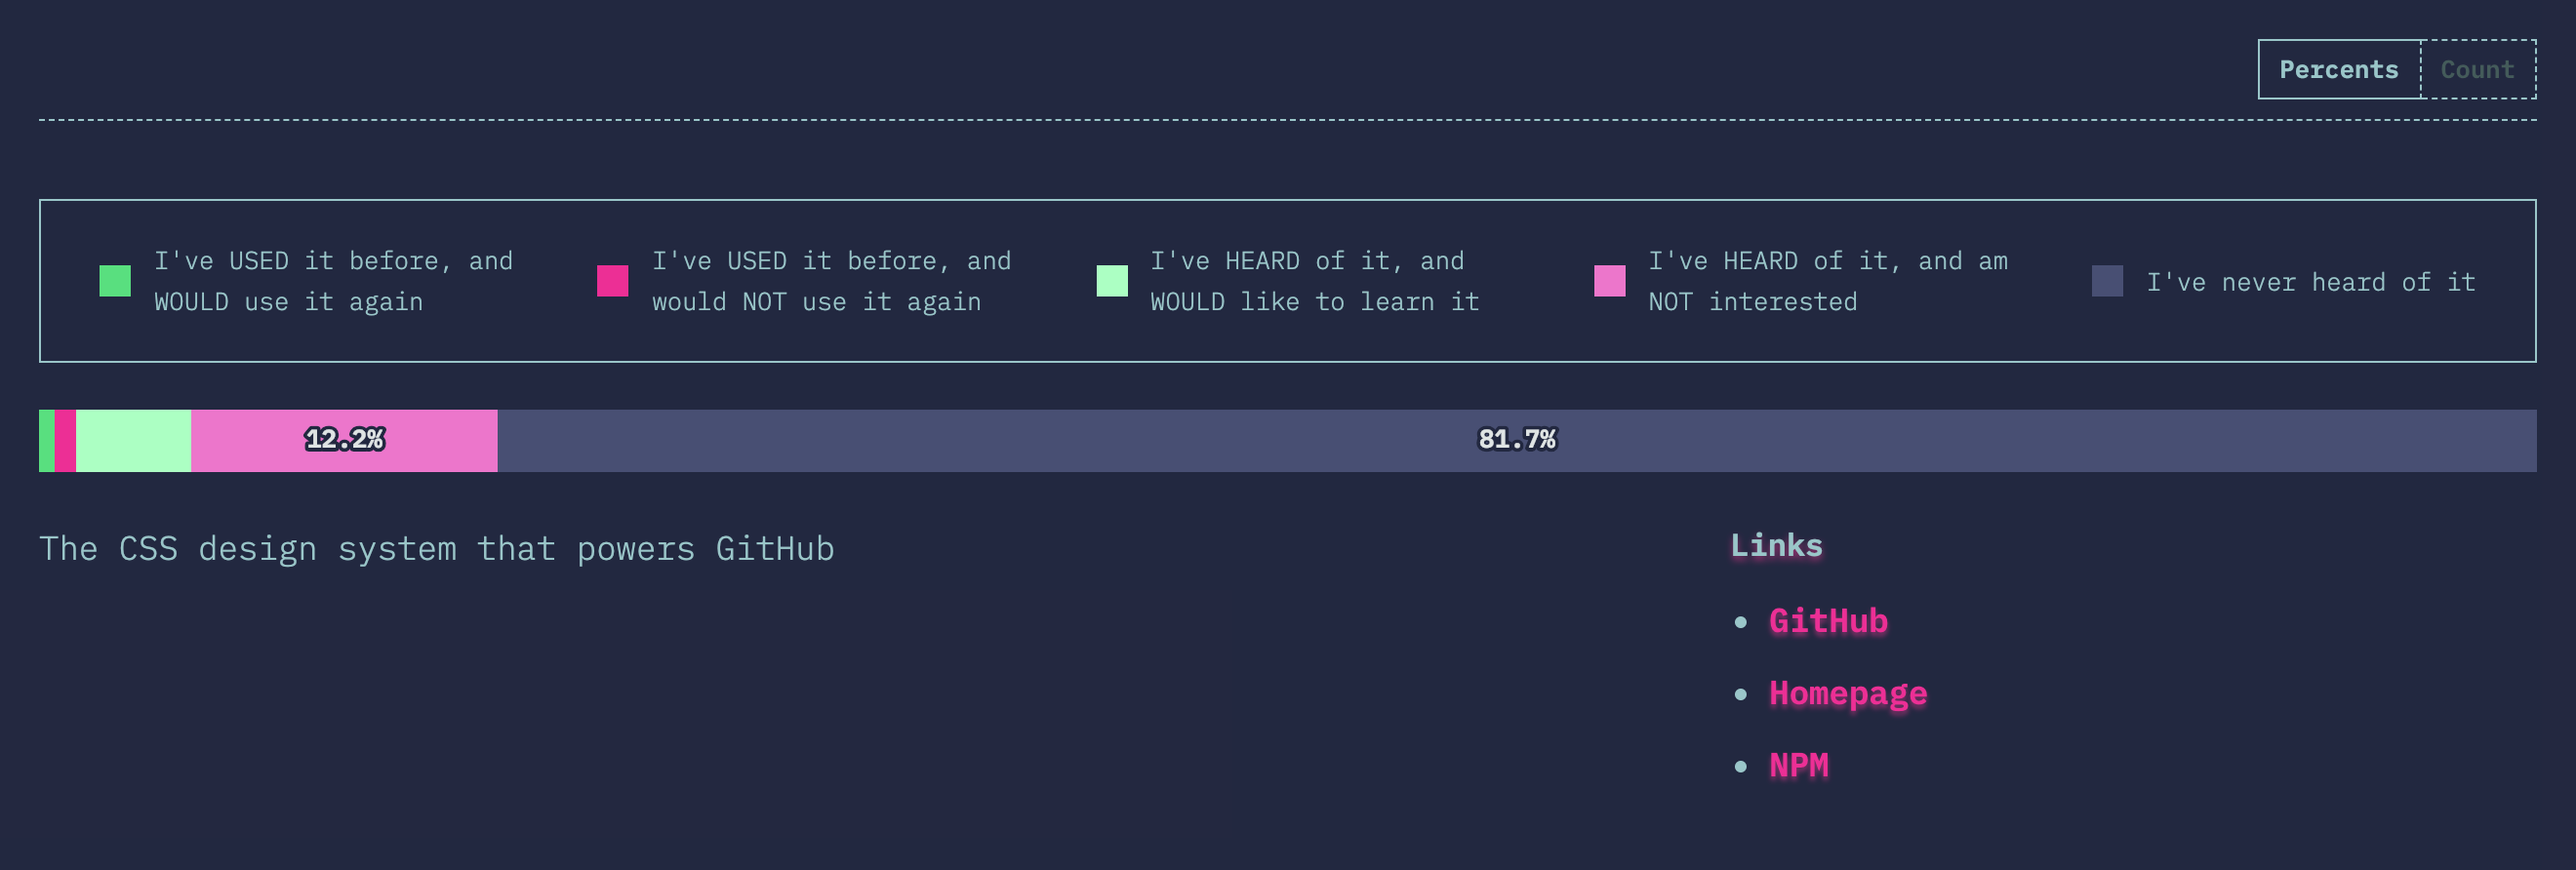 Percents Count
I've USED it before, and
WOULD use it again
I've USED it before, and
would NOT use it again
I've HEARD of it, and
WOULD like to learn it
I've HEARD of it, and am
NOT interested
I've never heard of it
12.2% 81.7%
The CSS design system that powers GitHub
Links
GitHub
Homepage
NPM